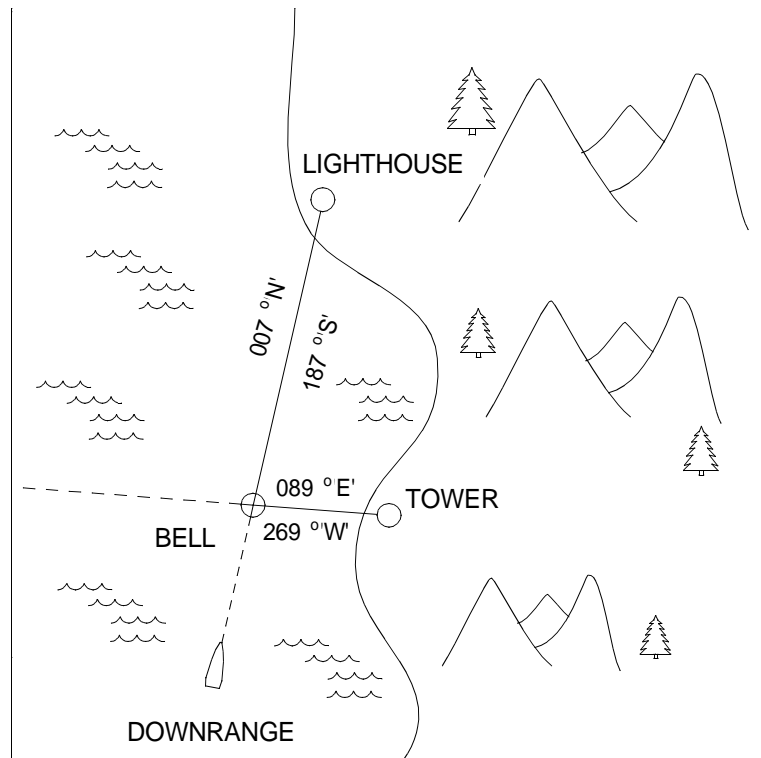 LIGHTHOUSE
007 °'N'
187 °'S'
089 °'E'
TOWER
269 °'W'
BELL
DOWNRANGE